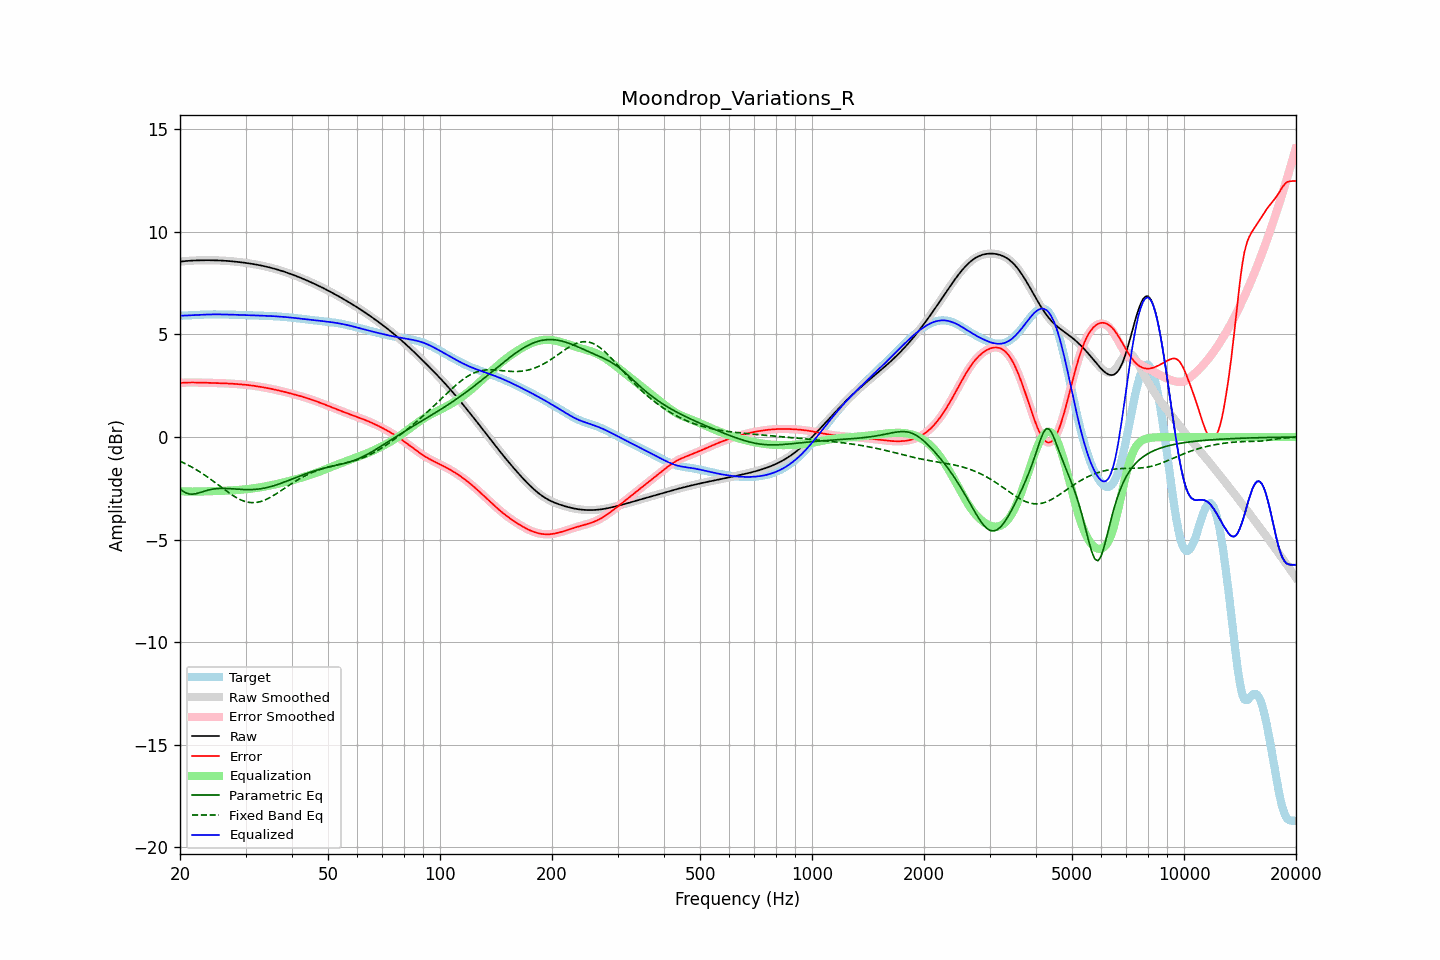 Moondrop_Variations_R
15
10
5
0
−5
−10
−15
−20
Amplitude (dBr)
Target
Raw Smoothed
Error Smoothed
Raw
Error
Equalization
Parametric Eq
Fixed Band Eq
Equalized
20 50 100 200 500 1000 2000 5000 10000 20000
Frequency (Hz)